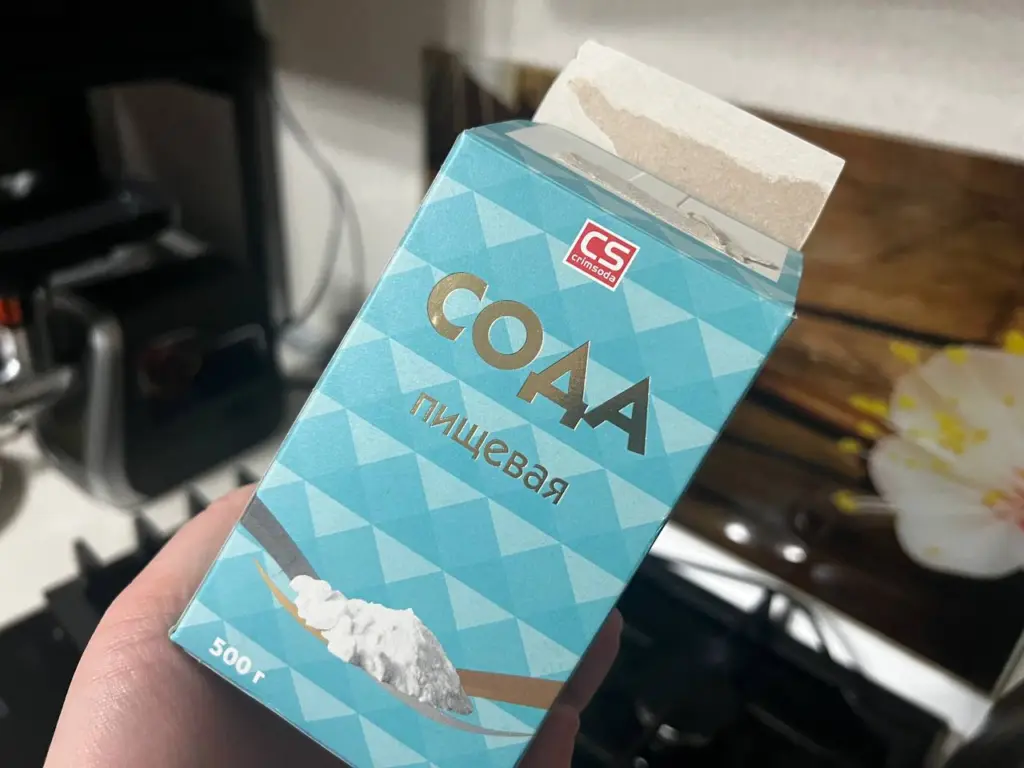 CS
crimsoda
СОДА
пищевая
500 г